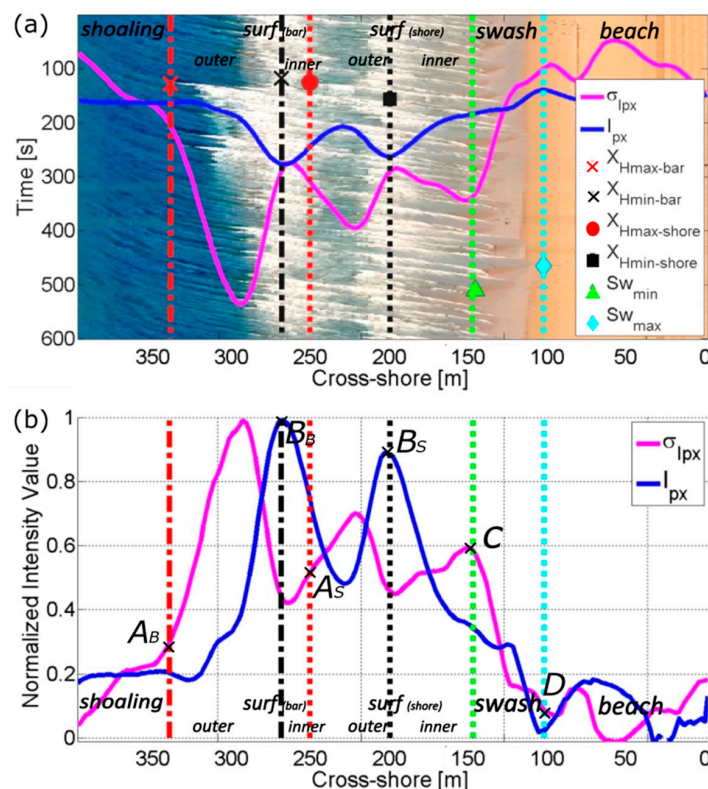 (a)
shoaling surf (bar) surf (shore) swash beach
outer inner outer inner
100
200
300
400
500
600
Time [s]
σIpx
Ipx
XHmax-bar
XHmin-bar
XHmax-shore
XHmin-shore
Swmin
Swmax
350 300 250 200 150 100 50 0
Cross-shore [m]
(b)
1
0.8
0.6
0.4
0.2
0
Normalized Intensity Value
BB BS
σIpx
Ipx
C
AS
AB
D
shoaling surf (bar) surf (shore) swash beach
outer inner outer inner
350 300 250 200 150 100 50 0
Cross-shore [m]